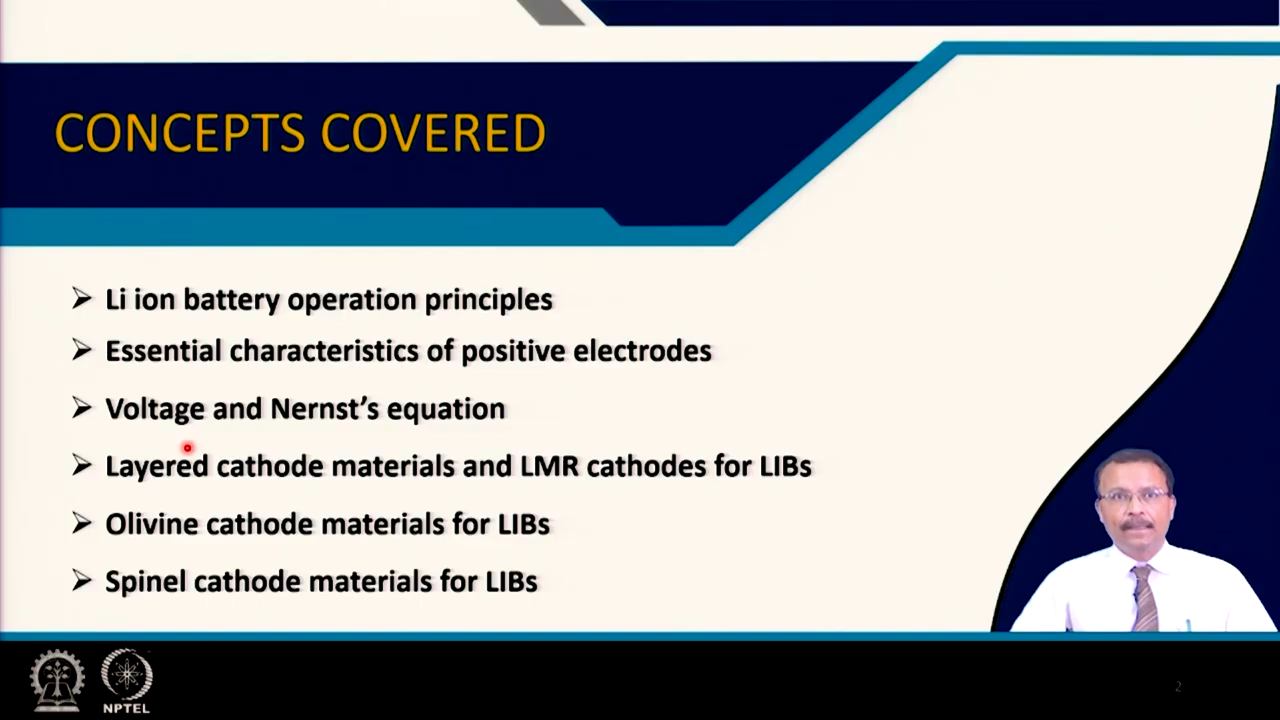 CONCEPTS COVERED
➢ Li ion battery operation principles
➢ Essential characteristics of positive electrodes
➢ Voltage and Nernst’s equation
➢ Layered cathode materials and LMR cathodes for LIBs
➢ Olivine cathode materials for LIBs
➢ Spinel cathode materials for LIBs
NPTEL
2